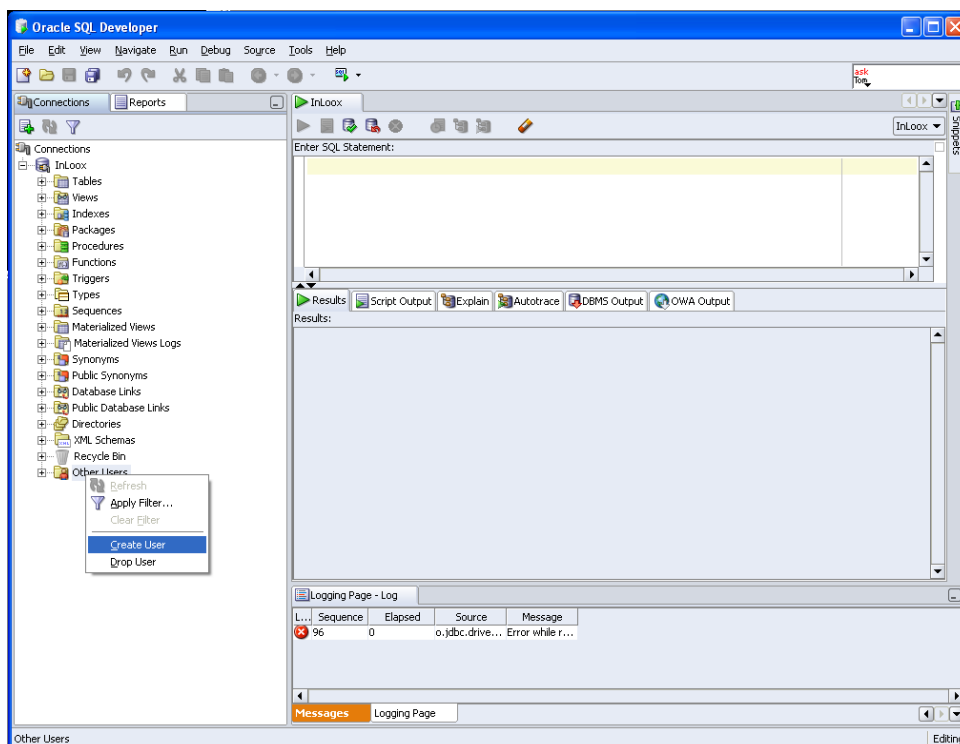 Oracle SQL Developer
File Edit View Navigate Run Debug Source Tools Help
ask
Tom
Connections Reports
InLoox
InLoox
Snippets
Connections
InLoox
Tables
Views
Indexes
Packages
Procedures
Functions
Triggers
Types
Sequences
Materialized Views
Materialized Views Logs
Synonyms
Public Synonyms
Database Links
Public Database Links
Directories
XML Schemas
Recycle Bin
Other Users
Refresh
Apply Filter...
Clear Filter
Create User
Drop User
Enter SQL Statement:
Results Script Output Explain Autotrace DBMS Output OWA Output
Results:
Logging Page - Log
L... Sequence Elapsed Source Message
96 0 o.jdbc.drive... Error while r...
Messages Logging Page
Other Users Editing